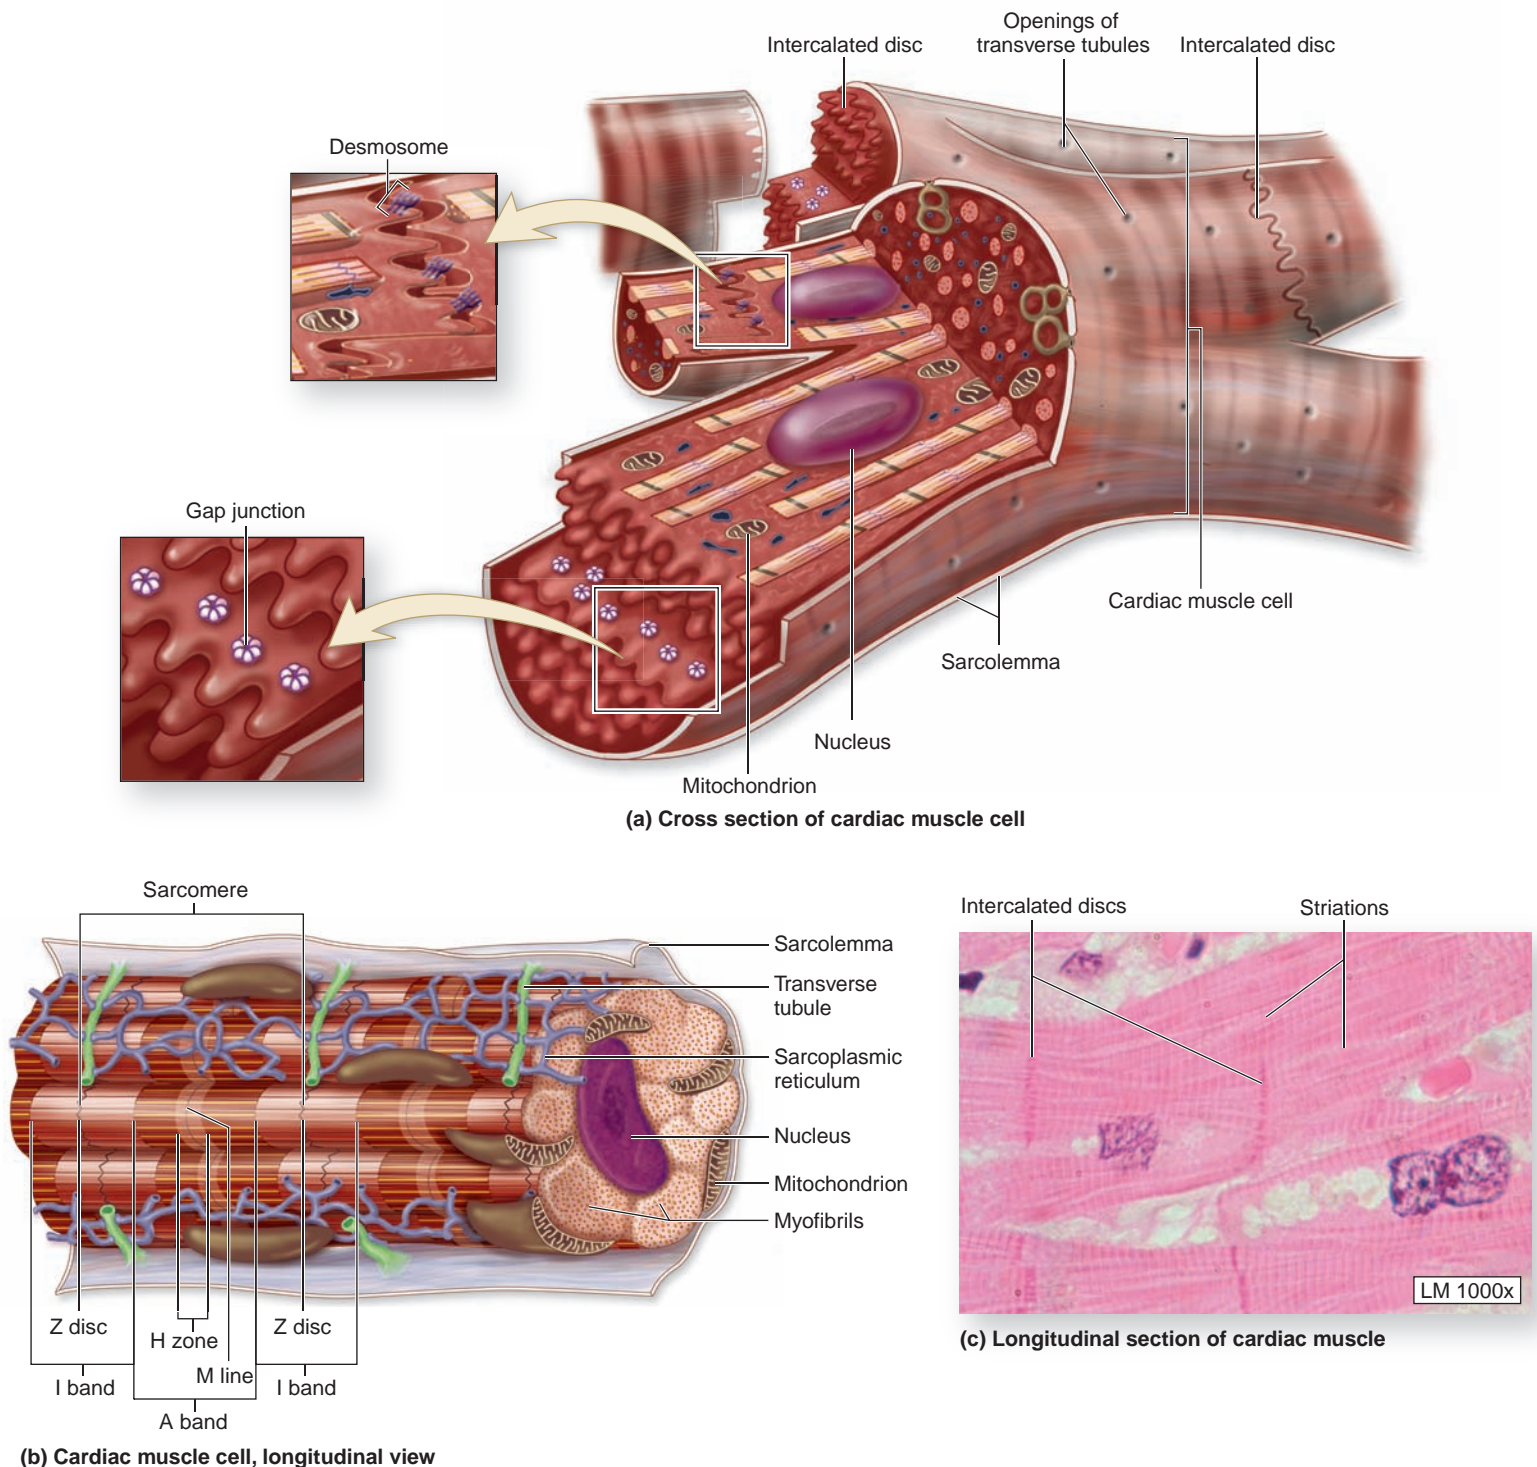 Openings of
transverse tubules
Intercalated disc
Intercalated disc
Desmosome
Gap junction
Cardiac muscle cell
Sarcolemma
Nucleus
Mitochondrion
(a) Cross section of cardiac muscle cell
Sarcomere
Sarcolemma
Transverse
tubule
Sarcoplasmic
reticulum
Nucleus
Mitochondrion
Myofibrils
Z disc
H zone
Z disc
M line
I band
I band
A band
(b) Cardiac muscle cell, longitudinal view
Intercalated discs
Striations
LM 1000x
(c) Longitudinal section of cardiac muscle